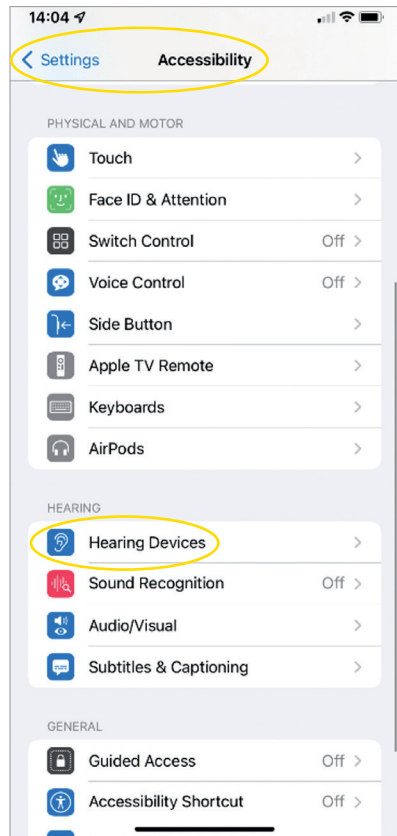 14:04
Settings Accessibility
PHYSICAL AND MOTOR
Touch
Face ID & Attention
Switch Control Off
Voice Control Off
Side Button
Apple TV Remote
Keyboards
AirPods
HEARING
Hearing Devices
Sound Recognition Off
Audio/Visual
Subtitles & Captioning
GENERAL
Guided Access Off
Accessibility Shortcut Off